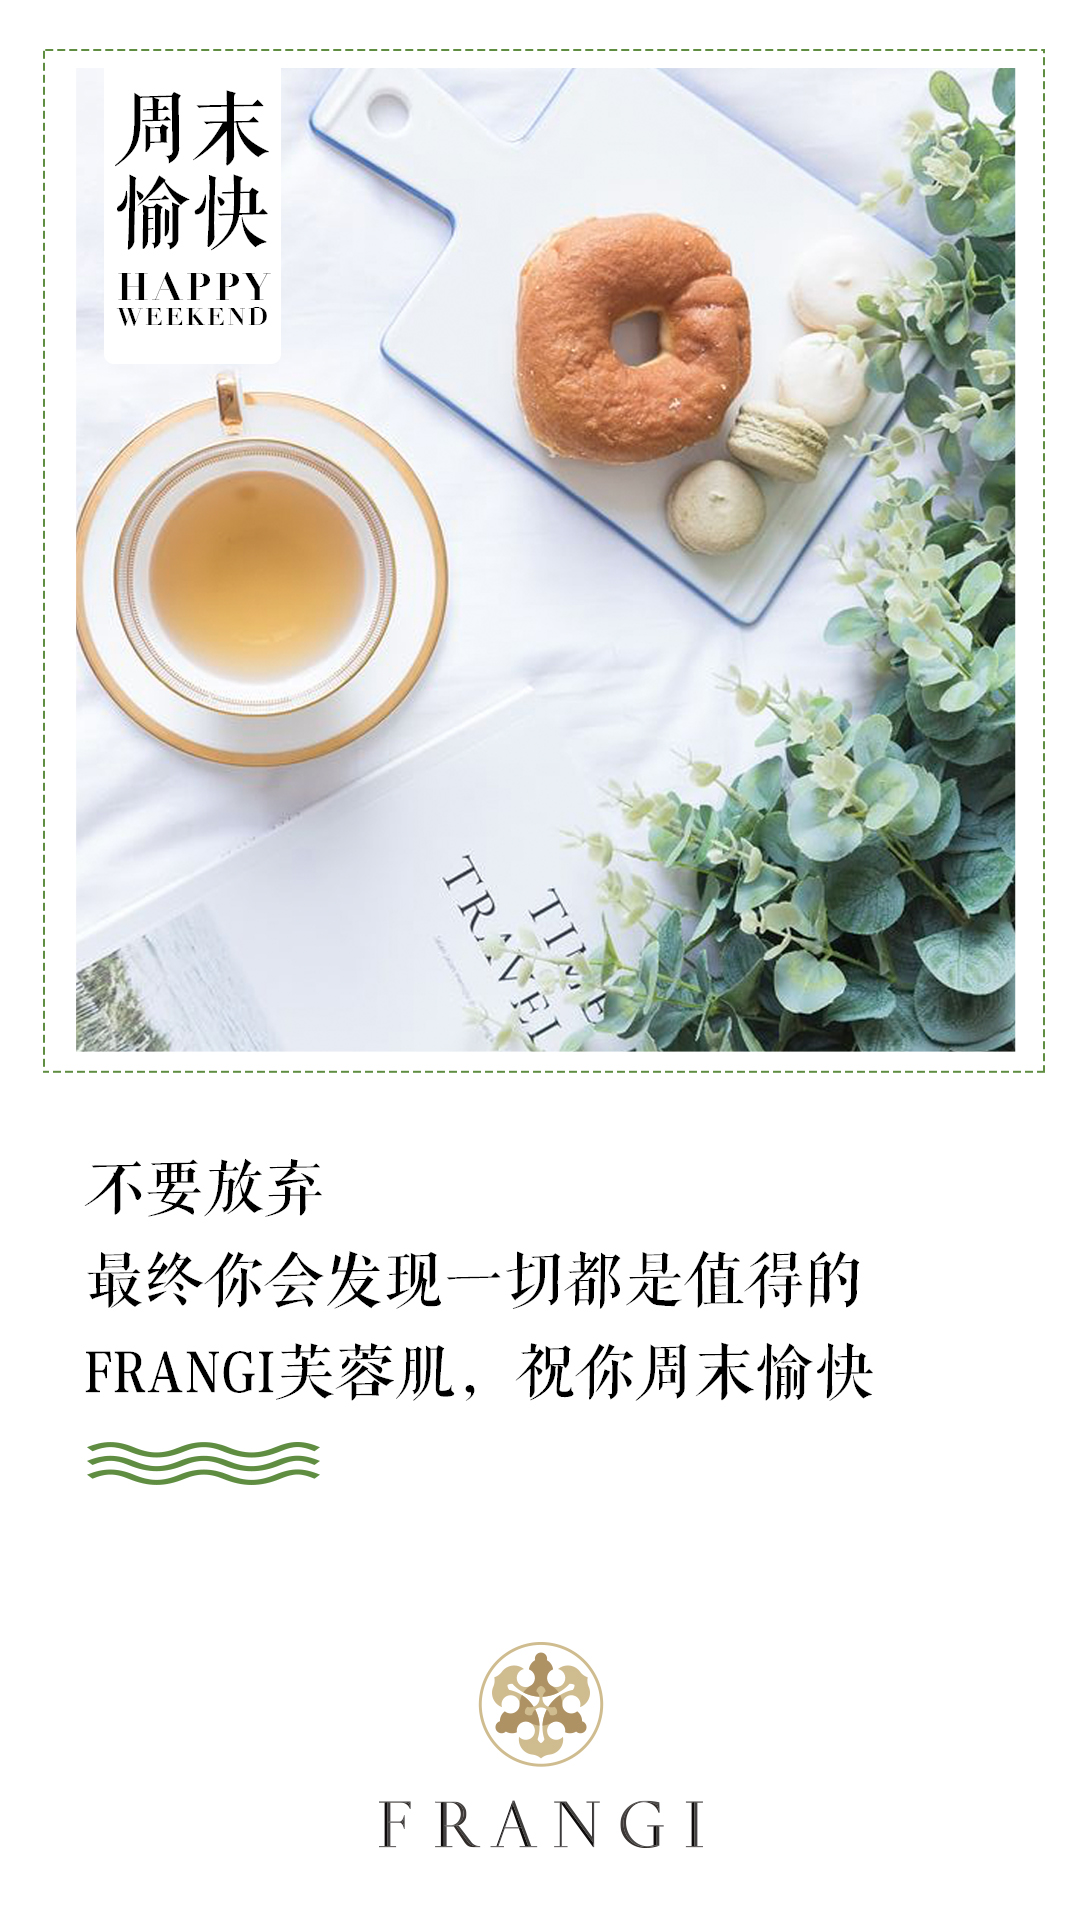 周末
愉快
HAPPY
WEEKEND
TIME
TRAVEL
不要放弃
最终你会发现一切都是值得的
FRANGI芙蓉肌，祝你周末愉快
FRANGI